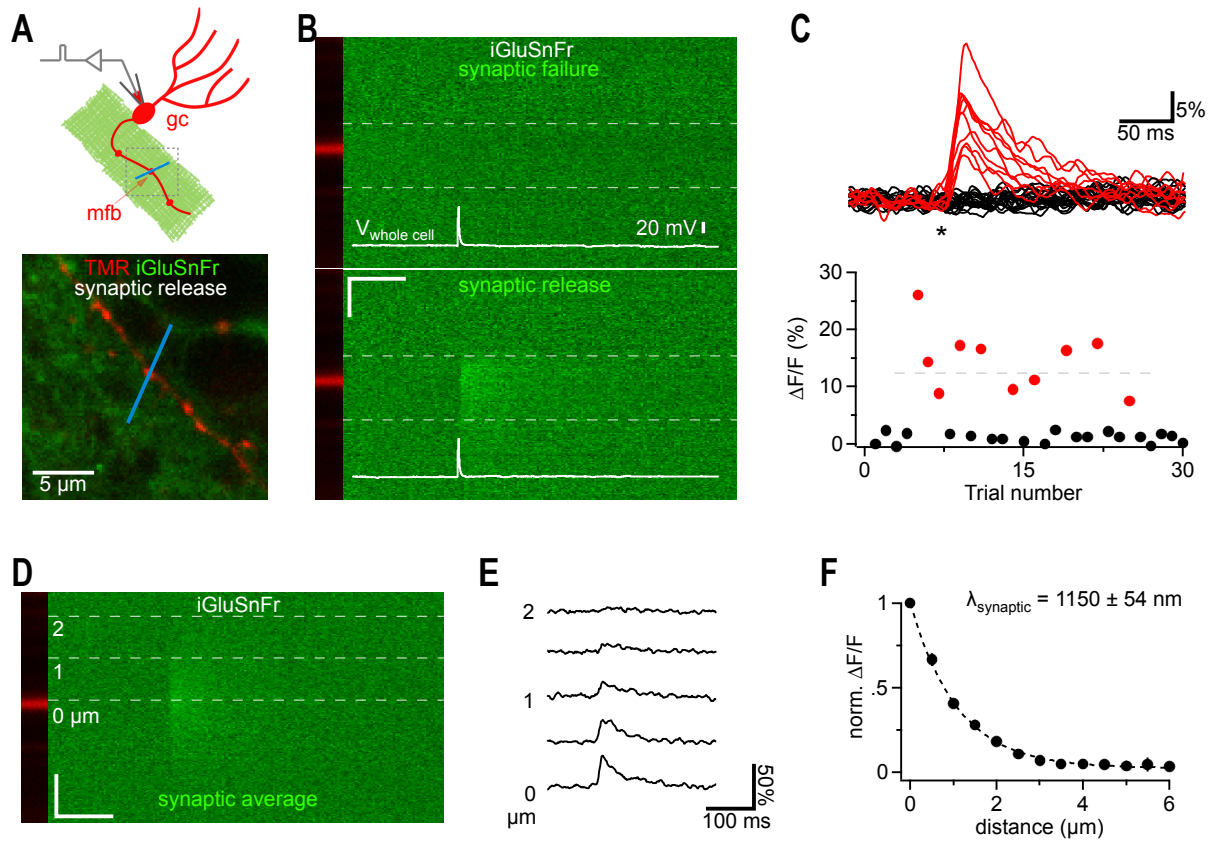 A
gc
mfb
TMR iGluSnFr
synaptic release
5 µm
B
iGluSnFr
synaptic failure
Vwhole cell
20 mV
synaptic release
C
5%
50 ms
*
30
20
10
0
ΔF/F (%)
0
15
30
Trial number
D
iGluSnFr
2
1
0 µm
synaptic average
E
2
1
0
µm
50%
100 ms
F
λsynaptic = 1150 ± 54 nm
1
.5
0
norm. ΔF/F
0
2
4
6
distance (µm)